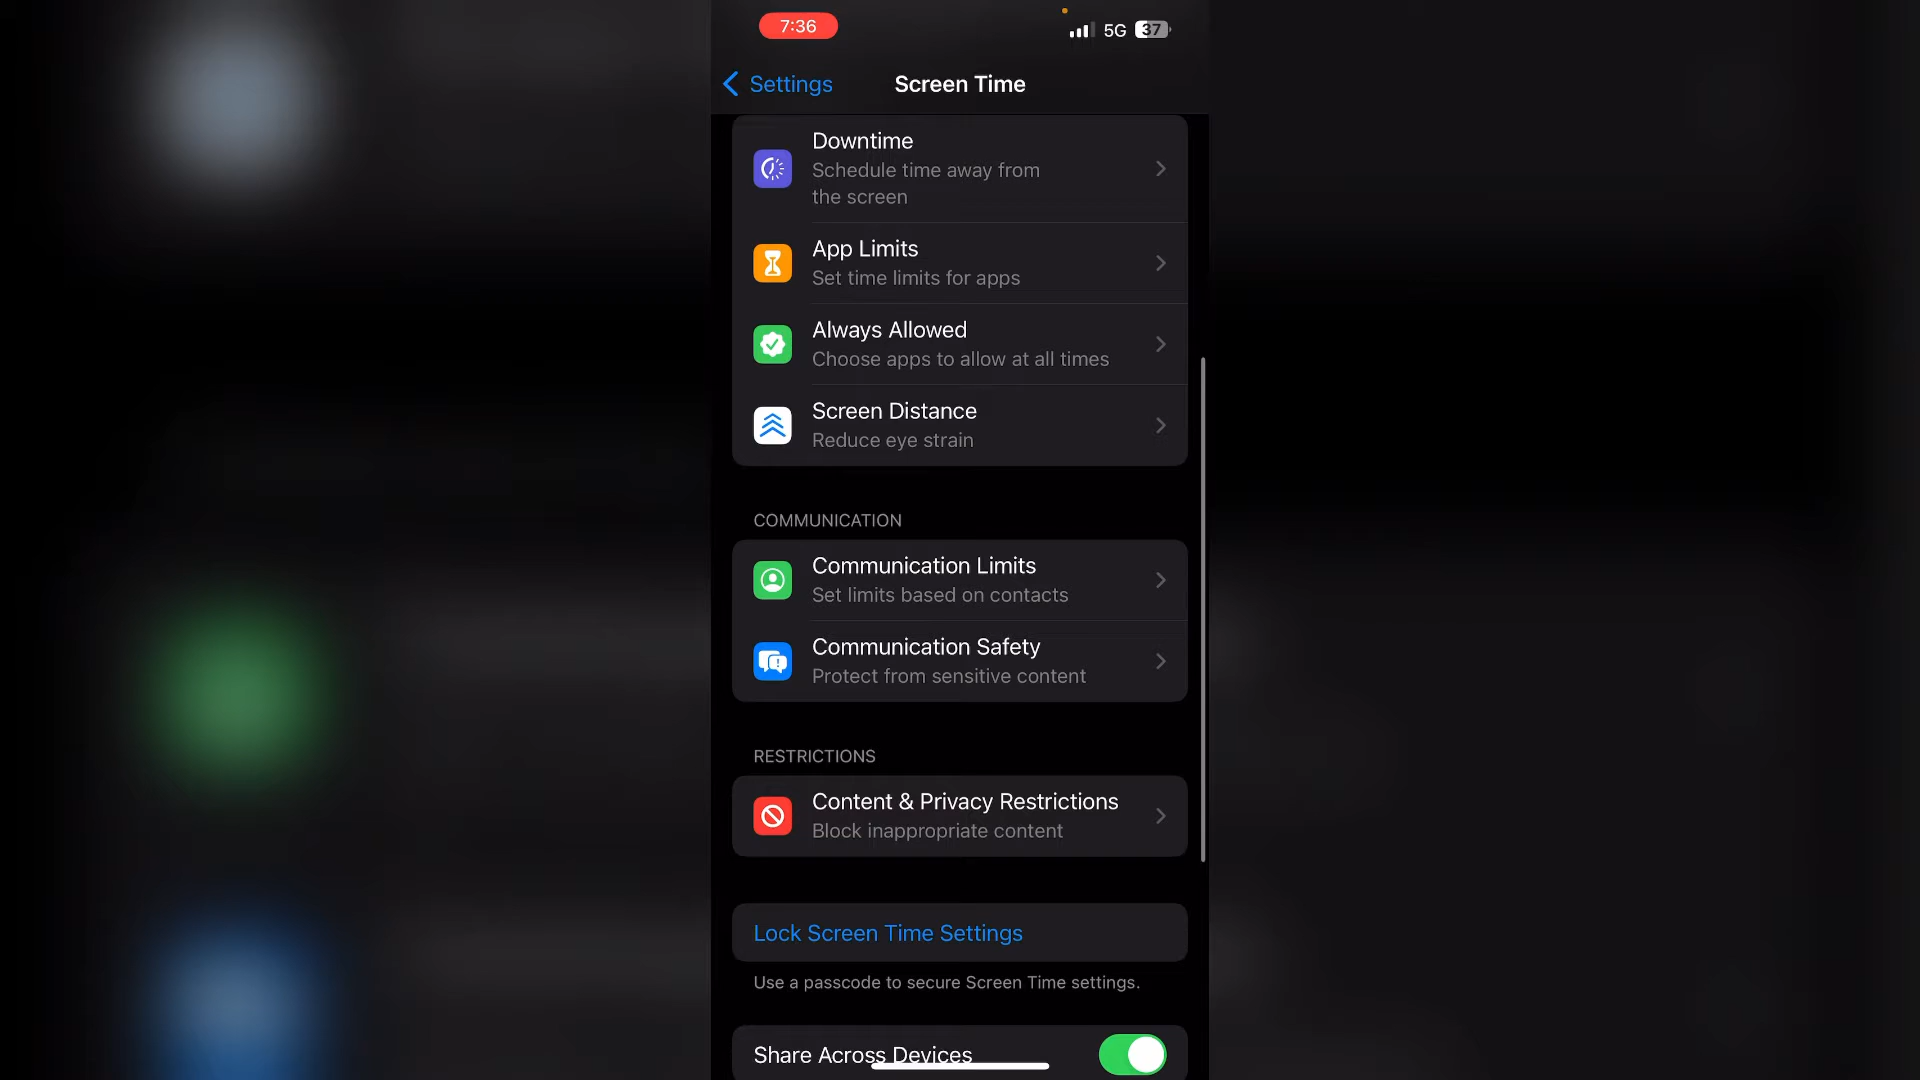 7:36
5G 37
Settings
Screen Time
Downtime
Schedule time away from
the screen
App Limits
Set time limits for apps
Always Allowed
Choose apps to allow at all times
Screen Distance
Reduce eye strain
COMMUNICATION
Communication Limits
Set limits based on contacts
Communication Safety
Protect from sensitive content
RESTRICTIONS
Content & Privacy Restrictions
Block inappropriate content
Lock Screen Time Settings
Use a passcode to secure Screen Time settings.
Share Across Devices